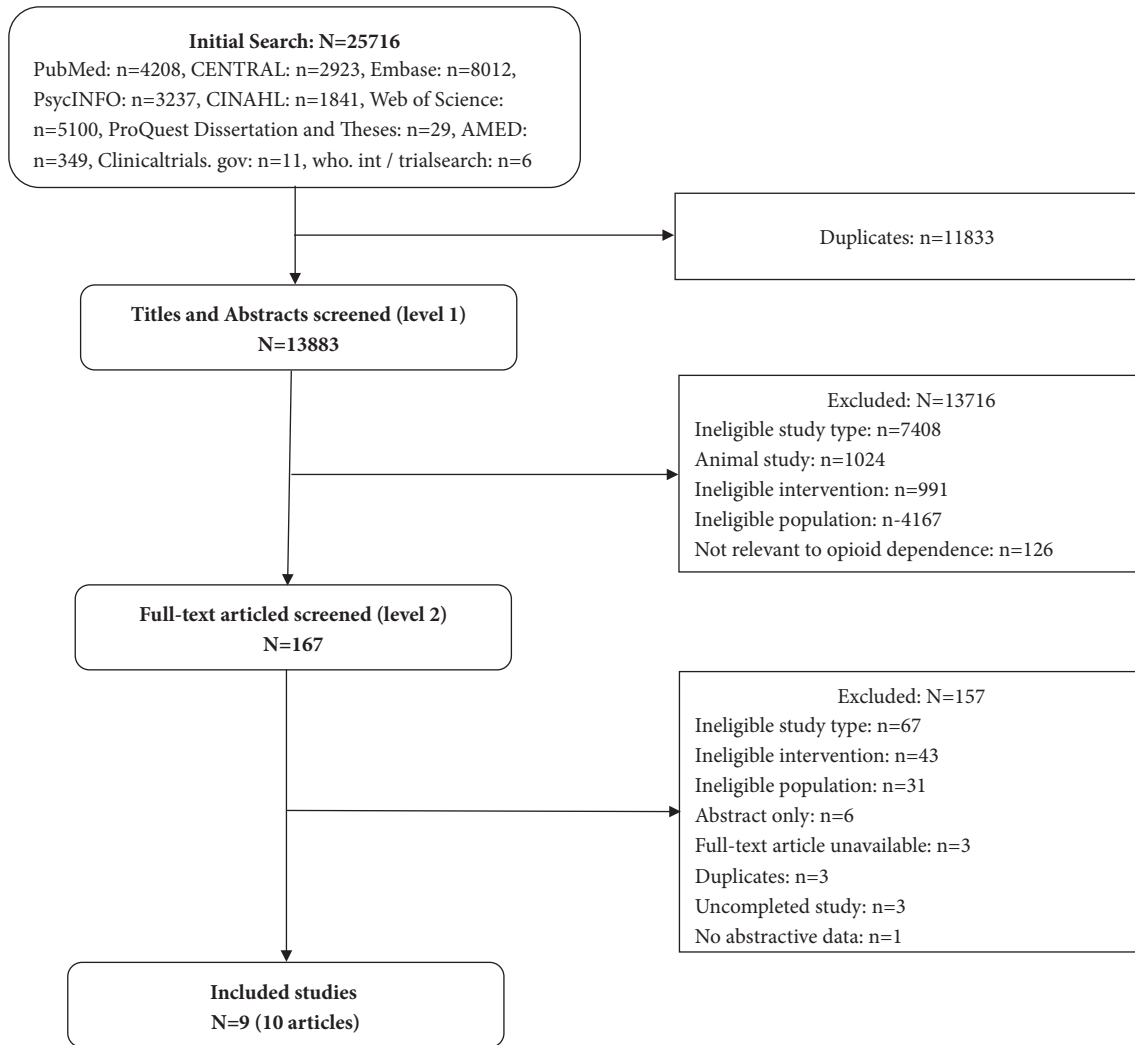 Initial Search: N=25716
PubMed: n=4208, CENTRAL: n=2923, Embase: n=8012,
PsycINFO: n=3237, CINAHL: n=1841, Web of Science:
n=5100, ProQuest Dissertation and Theses: n=29, AMED:
n=349, Clinicaltrials. gov: n=11, who. int / trialsearch: n=6
Duplicates: n=11833
Titles and Abstracts screened (level 1)
N=13883
Excluded: N=13716
Ineligible study type: n=7408
Animal study: n=1024
Ineligible intervention: n=991
Ineligible population: n-4167
Not relevant to opioid dependence: n=126
Full-text articled screened (level 2)
N=167
Excluded: N=157
Ineligible study type: n=67
Ineligible intervention: n=43
Ineligible population: n=31
Abstract only: n=6
Full-text article unavailable: n=3
Duplicates: n=3
Uncompleted study: n=3
No abstractive data: n=1
Included studies
N=9 (10 articles)